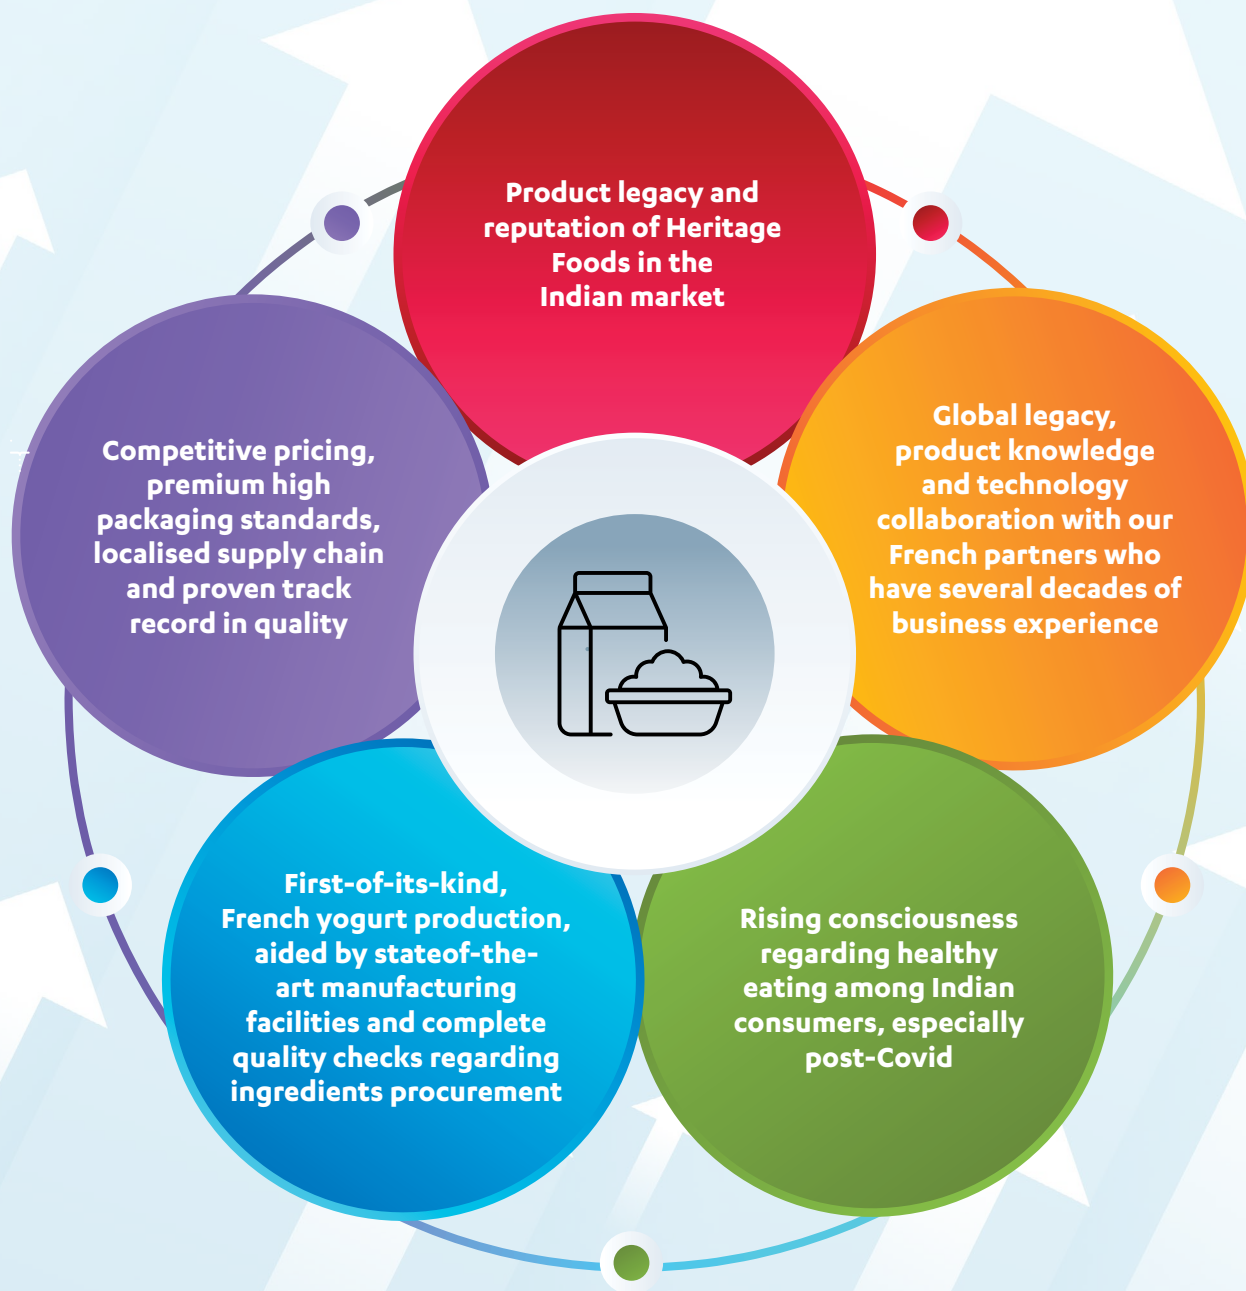 Product legacy and
reputation of Heritage
Foods in the
Indian market
Global legacy,
product knowledge
and technology
collaboration with our
French partners who
have several decades of
business experience
Rising consciousness
regarding healthy
eating among Indian
consumers, especially
post-Covid
First-of-its-kind,
French yogurt production,
aided by stateof-the-
art manufacturing
facilities and complete
quality checks regarding
ingredients procurement
Competitive pricing,
premium high
packaging standards,
localised supply chain
and proven track
record in quality